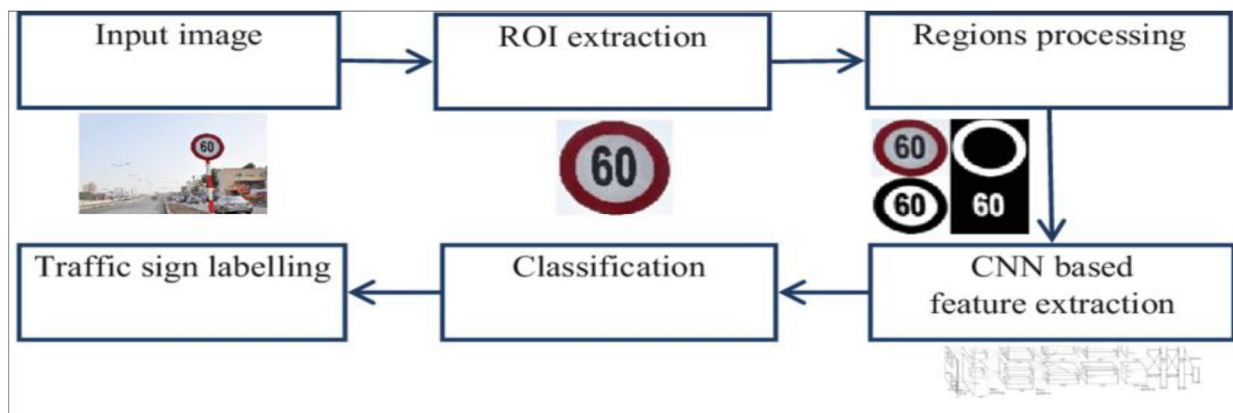 Input image
ROI extraction
Regions processing
60
60
60
60
60
CNN based
feature extraction
Classification
Traffic sign labelling